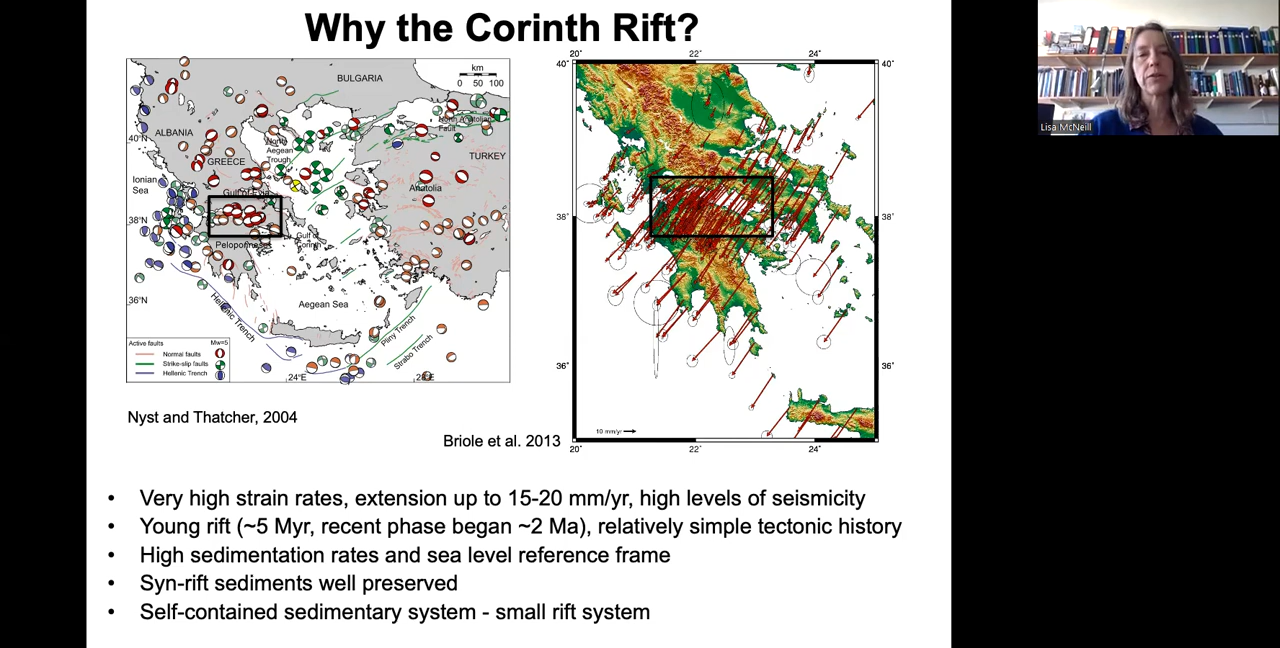 Why the Corinth Rift?
km
0 50 100
BULGARIA
ALBANIA
40°N
North Anatolian
Fault
North
Aegean
Trough
GREECE
TURKEY
Ionian
Sea
Gulf of Evia
Anatolia
38°N
Gulf of
Corinth
Peloponnese
36°N
Aegean Sea
Hellenic Trench
Pliny Trench
Strabo Trench
Active faults
Mw=5
Normal faults
Strike-slip faults
Hellenic Trench
24°E
28°E
20° 22° 24°
40° 40°
38° 38°
36° 36°
10 mm/yr
20° 22° 24°
Nyst and Thatcher, 2004
Briole et al. 2013
• Very high strain rates, extension up to 15-20 mm/yr, high levels of seismicity
• Young rift (~5 Myr, recent phase began ~2 Ma), relatively simple tectonic history
• High sedimentation rates and sea level reference frame
• Syn-rift sediments well preserved
• Self-contained sedimentary system - small rift system
Lisa McNeill